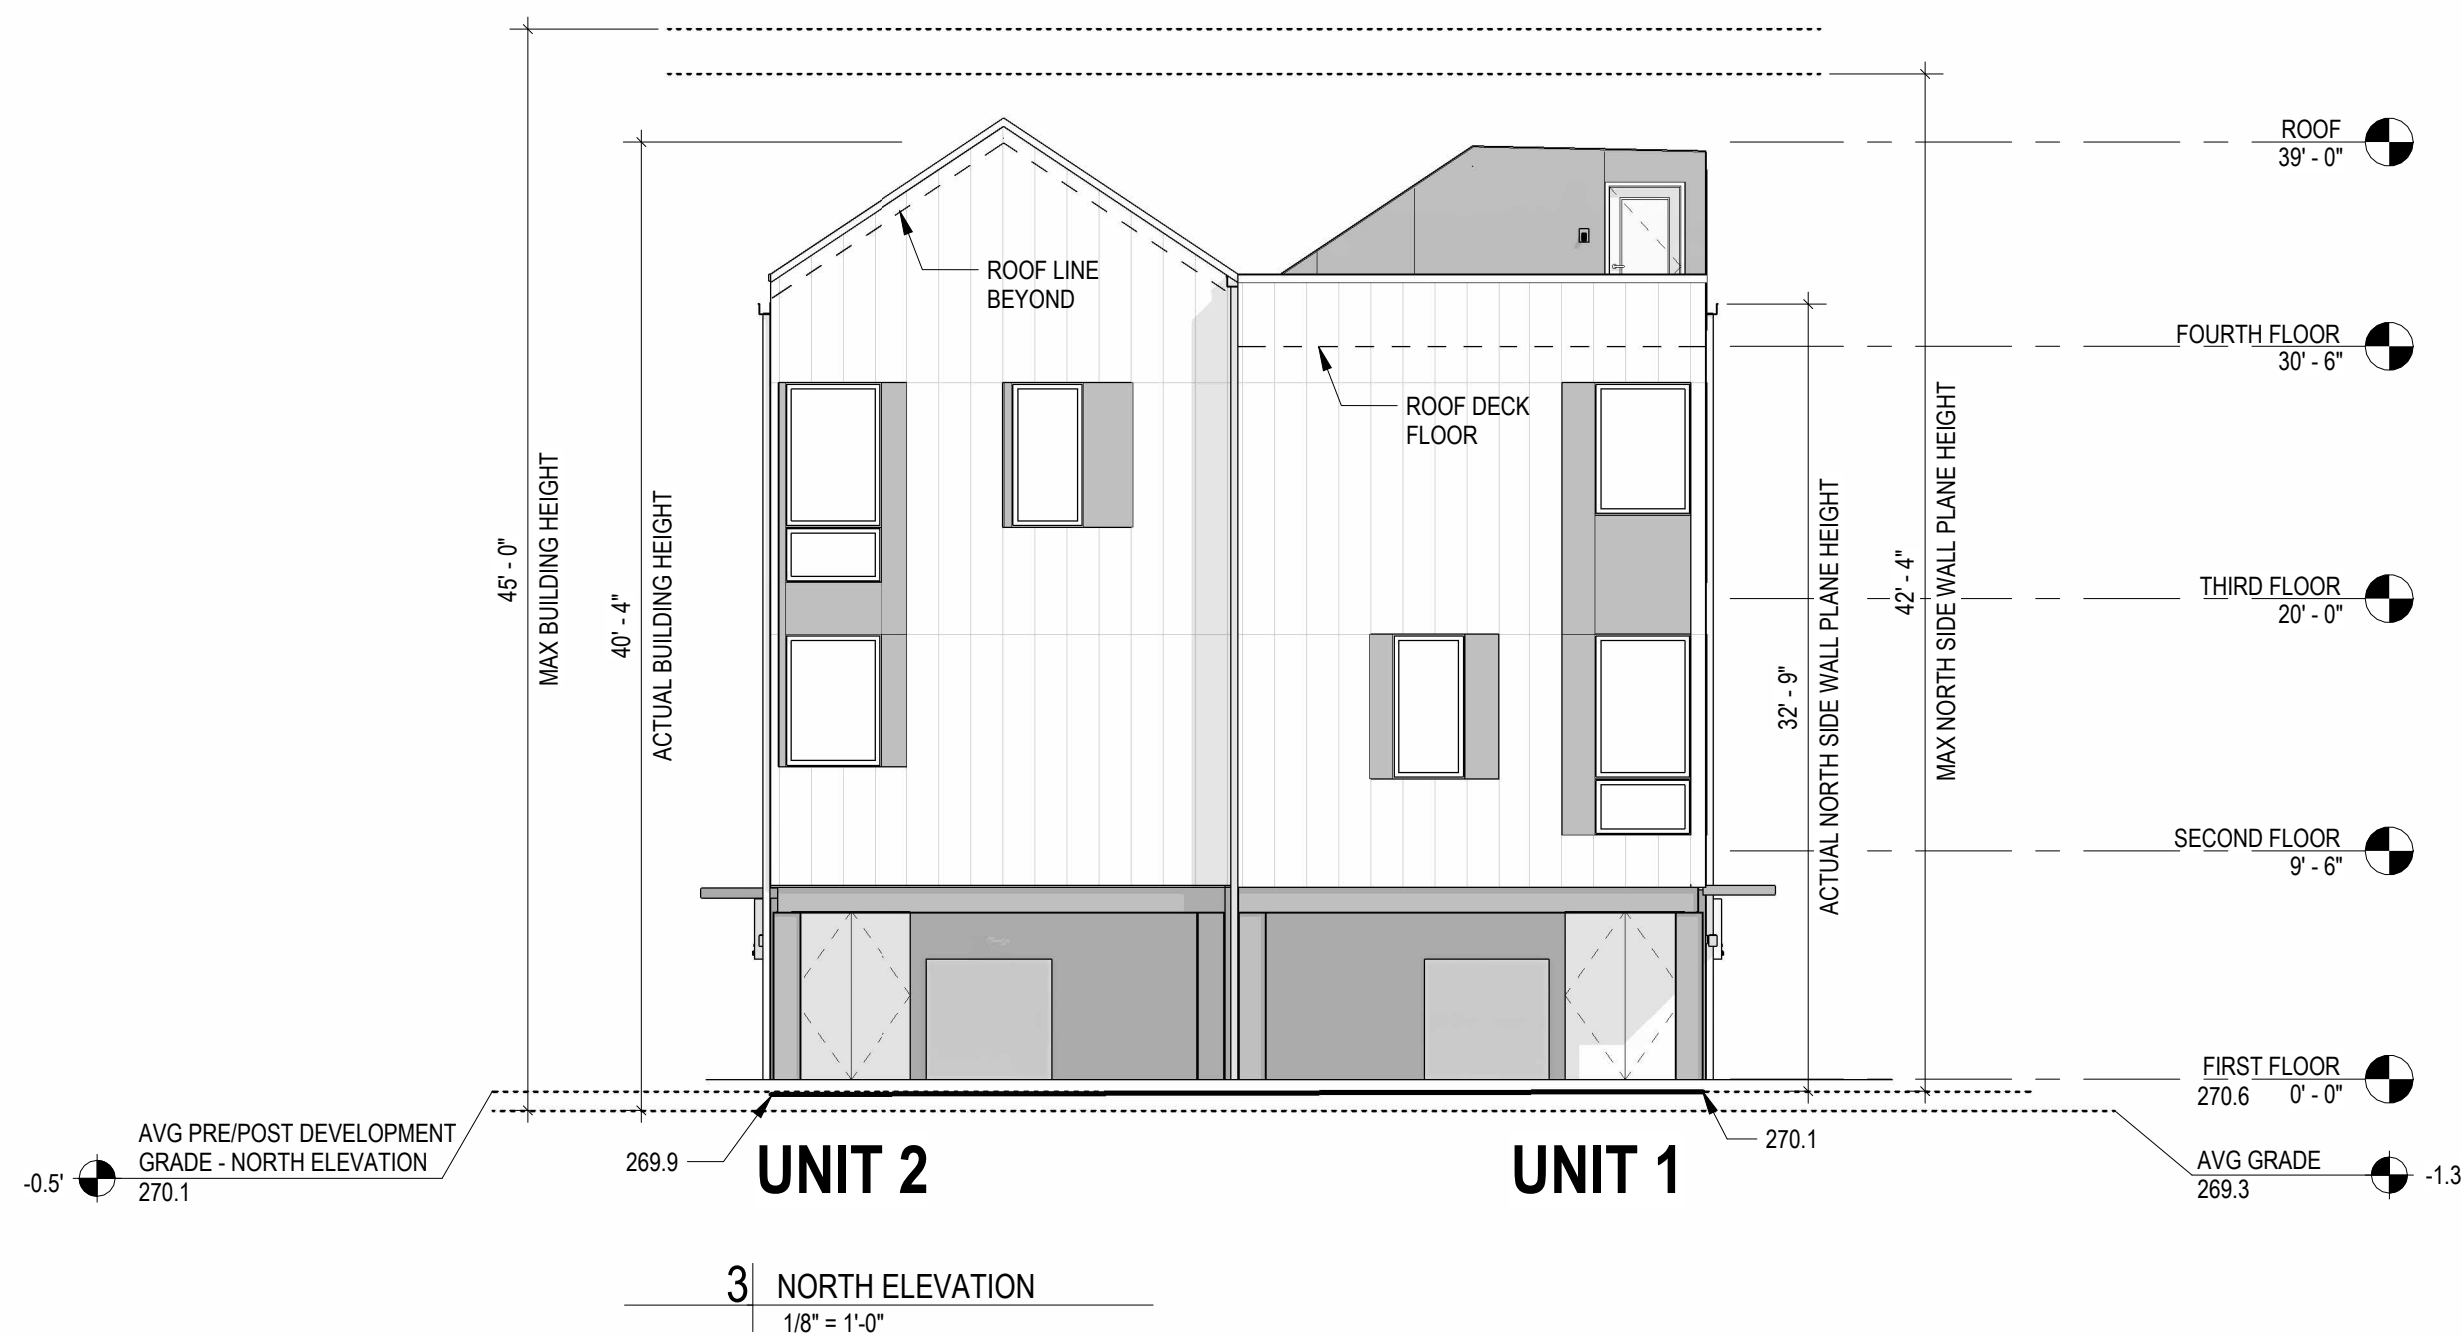 ROOF
39' - 0"
ROOF LINE
BEYOND
FOURTH FLOOR
30' - 6"
ROOF DECK
FLOOR
45' - 0"
MAX BUILDING HEIGHT
40' - 4"
ACTUAL BUILDING HEIGHT
32' - 9"
ACTUAL NORTH SIDE WALL PLANE HEIGHT
42' - 4"
MAX NORTH SIDE WALL PLANE HEIGHT
THIRD FLOOR
20' - 0"
SECOND FLOOR
9' - 6"
FIRST FLOOR
270.6 0' - 0"
-0.5'
AVG PRE/POST DEVELOPMENT
GRADE - NORTH ELEVATION
270.1
269.9
UNIT 2
UNIT 1
270.1
AVG GRADE
269.3
-1.3
3 NORTH ELEVATION
1/8" = 1'-0"